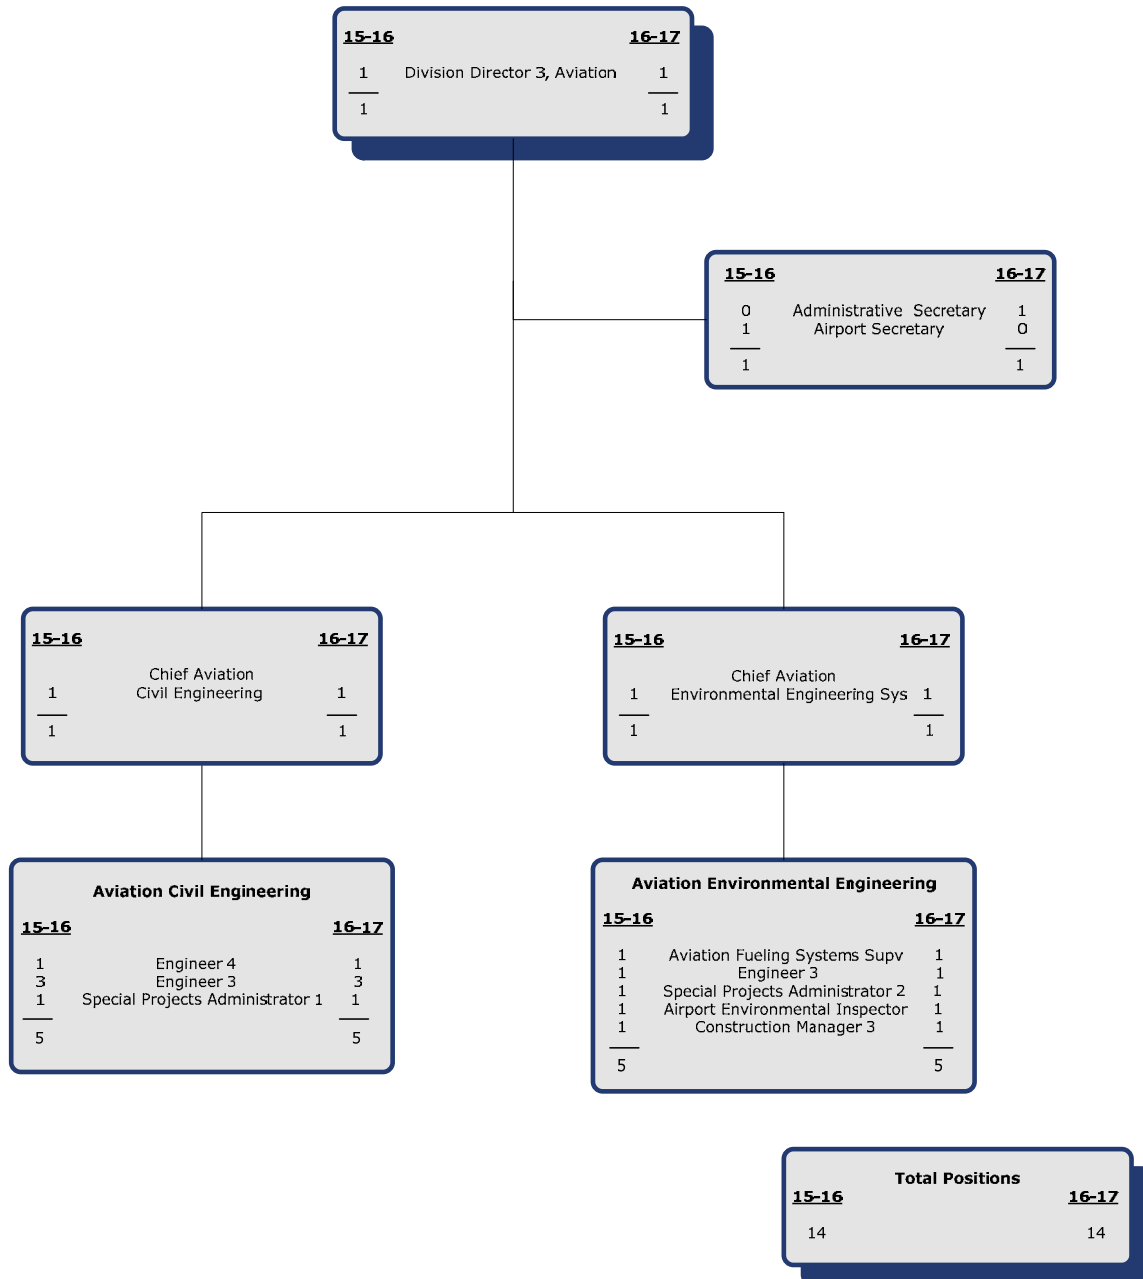 15-16 16-17
1 Division Director 3, Aviation 1
1 1
15-16 16-17
0 Administrative Secretary 1
1 Airport Secretary 0
1 1
15-16 16-17
Chief Aviation
1 Civil Engineering 1
1 1
15-16 16-17
Chief Aviation
1 Environmental Engineering Sys 1
1 1
Aviation Civil Engineering
15-16 16-17
1 Engineer 4 1
3 Engineer 3 3
1 Special Projects Administrator 1 1
5 5
Aviation Environmental Engineering
15-16 16-17
1 Aviation Fueling Systems Supv 1
1 Engineer 3 1
1 Special Projects Administrator 2 1
1 Airport Environmental Inspector 1
1 Construction Manager 3 1
5 5
Total Positions
15-16 16-17
14 14